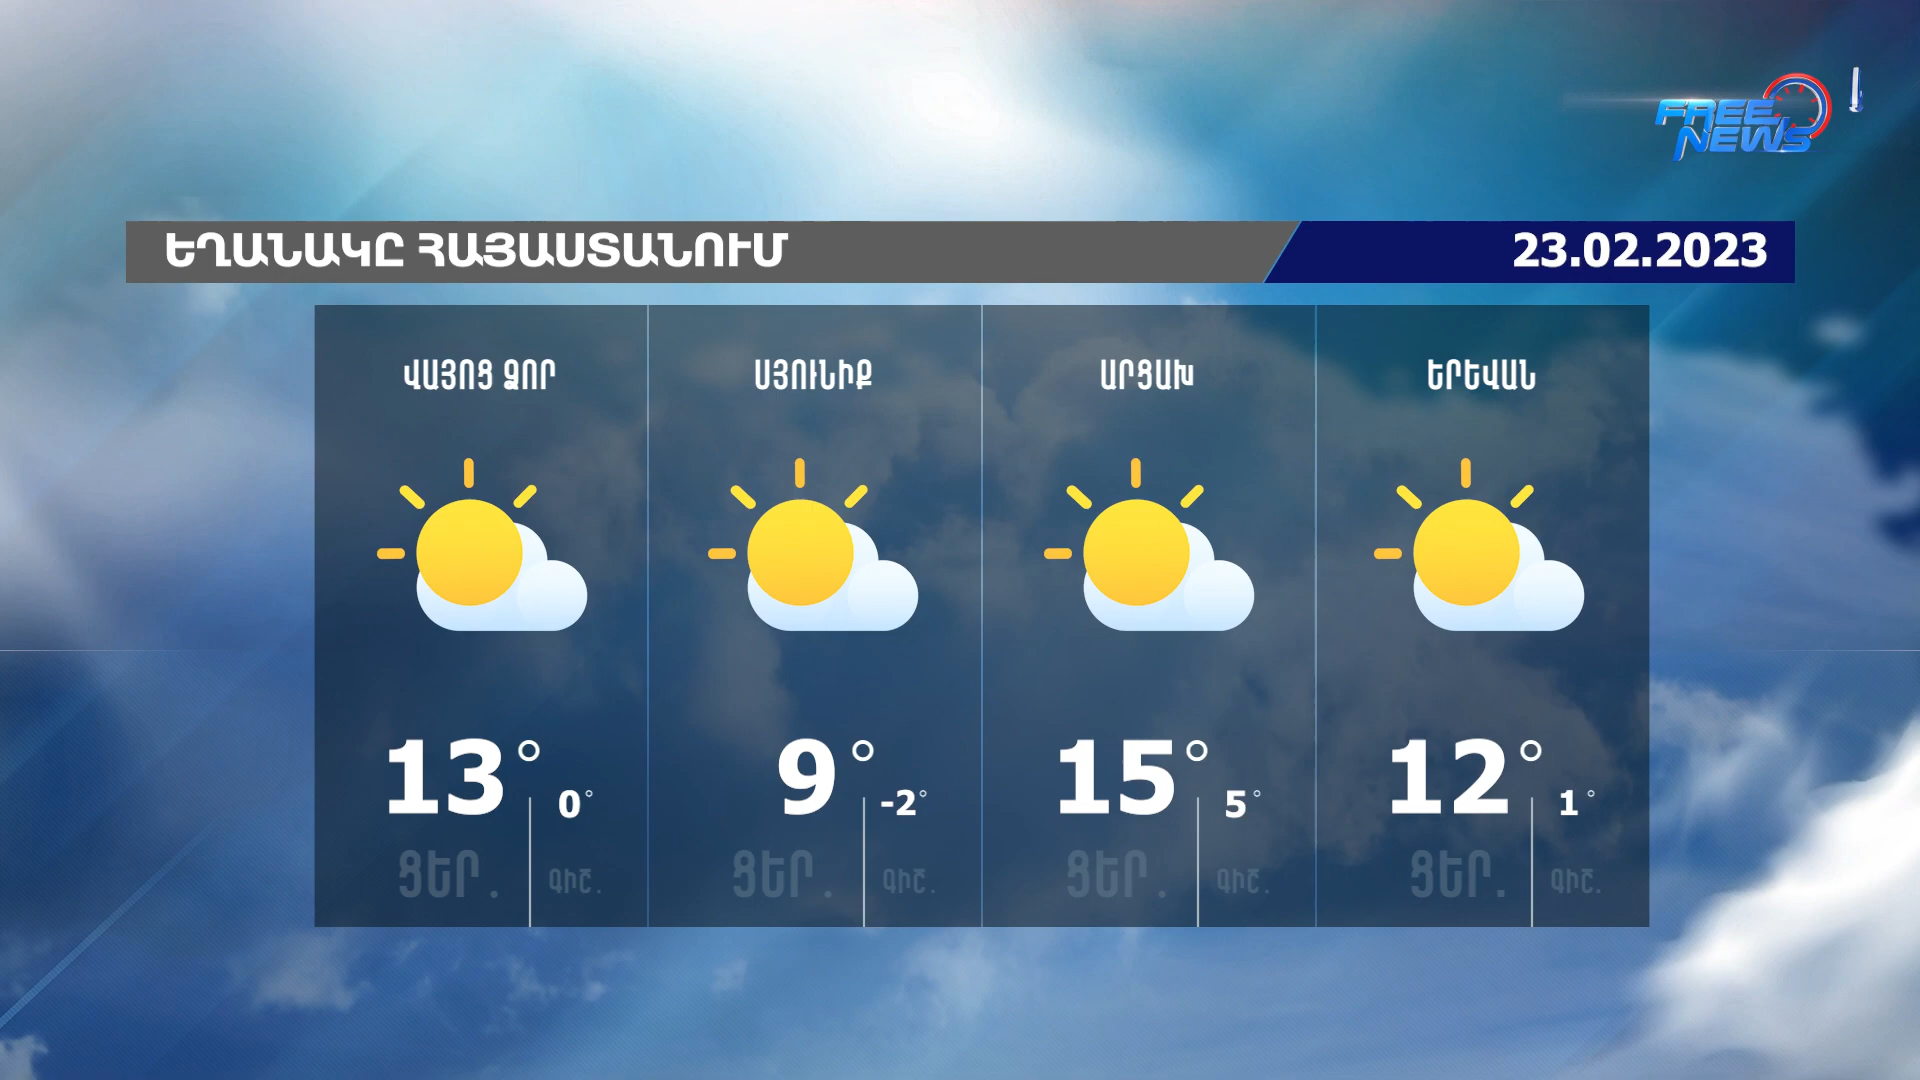 FREE
NEWS
ԵՂԱՆԱԿԸ ՀԱՅԱՍՏԱՆՈՒՄ
23.02.2023
ՎԱՅՈՑ ՁՈՐ
ՍՅՈՒՆԻՔ
ԱՐՑԱԽ
ԵՐԵՎԱՆ
13° 0°
9° -2°
15° 5°
12° 1°
ՑԵՐ. ԳԻՇ.
ՑԵՐ. ԳԻՇ.
ՑԵՐ. ԳԻՇ.
ՑԵՐ. ԳԻՇ.